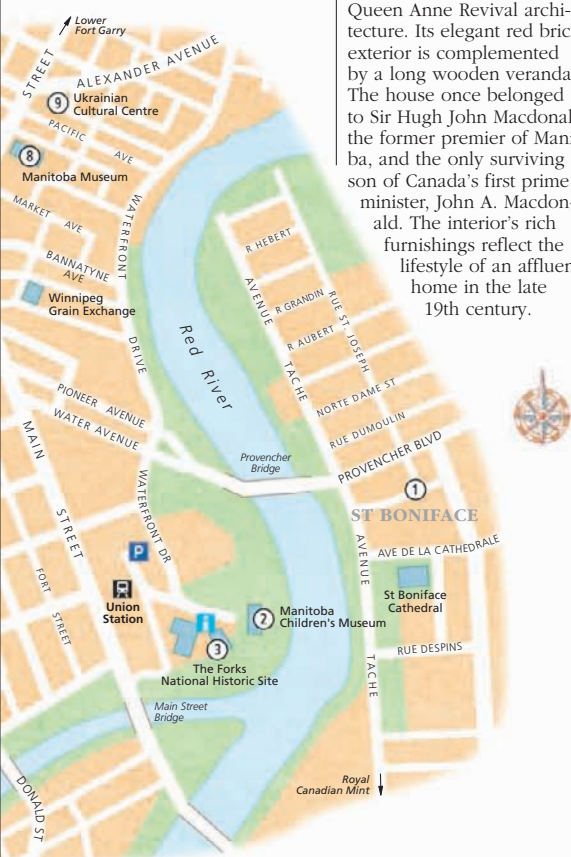 Queen Anne Revival archi-
tecture. Its elegant red bric
exterior is complemented
by a long wooden veranda
The house once belonged
to Sir Hugh John Macdonal
the former premier of Mani
ba, and the only surviving
son of Canada's first prime
minister, John A. Macdon-
ald. The interior's rich
furnishings reflect the
lifestyle of an affluen
home in the late
19th century.
Lower
Fort Garry
STREET
ALEXANDER AVENUE
9 Ukrainian
Cultural Centre
PACIFIC AVE
8
Manitoba Museum
MARKET AVE
WATERFRONT DRIVE
BANNATYNE
AVE
Winnipeg
Grain Exchange
R HEBERT
AVENUE TACHE
R GRANDIN
RUE ST. JOSEPH
R AUBERT
Red River
NORTE DAME ST
RUE DUMOULIN
PIONEER AVENUE
WATER AVENUE
MAIN STREET
Provencher
Bridge
PROVENCHER BLVD
1
ST BONIFACE
WATERFRONT DR
AVENUE TACHE
AVE DE LA CATHEDRALE
P
St Boniface
Cathedral
FORT STREET
Union
Station
i
2 Manitoba
Children's Museum
3
The Forks
National Historic Site
RUE DESPINS
Main Street
Bridge
Royal
Canadian Mint
DONALD ST